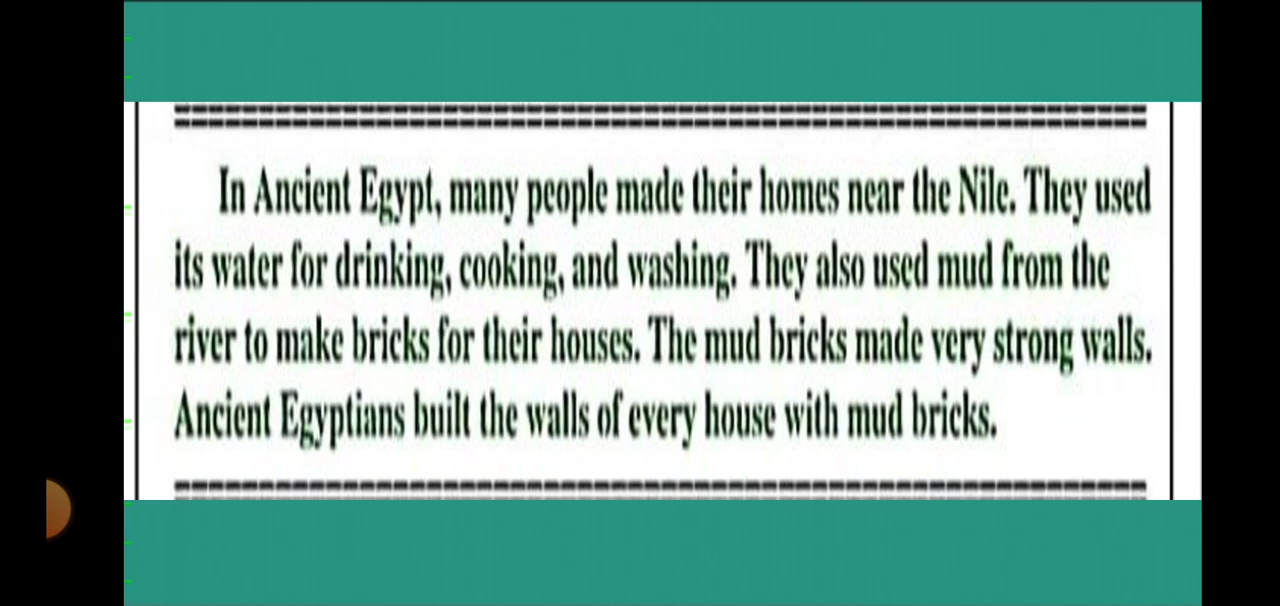 In Ancient Egypt, many people made their homes near the Nile. They used
its water for drinking, cooking, and washing. They also used mud from the
river to make bricks for their houses. The mud bricks made very strong walls.
Ancient Egyptians built the walls of every house with mud bricks.